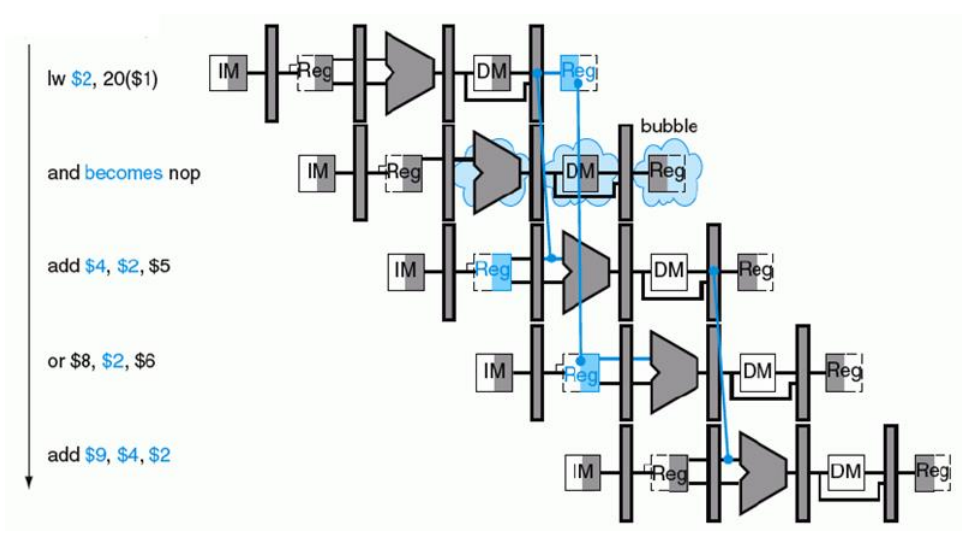 lw $2, 20($1)
IM Reg DM Reg
bubble
and becomes nop
IM Reg DM Reg
add $4, $2, $5
IM Reg DM Reg
or $8, $2, $6
IM Reg DM Reg
add $9, $4, $2
IM Reg DM Reg